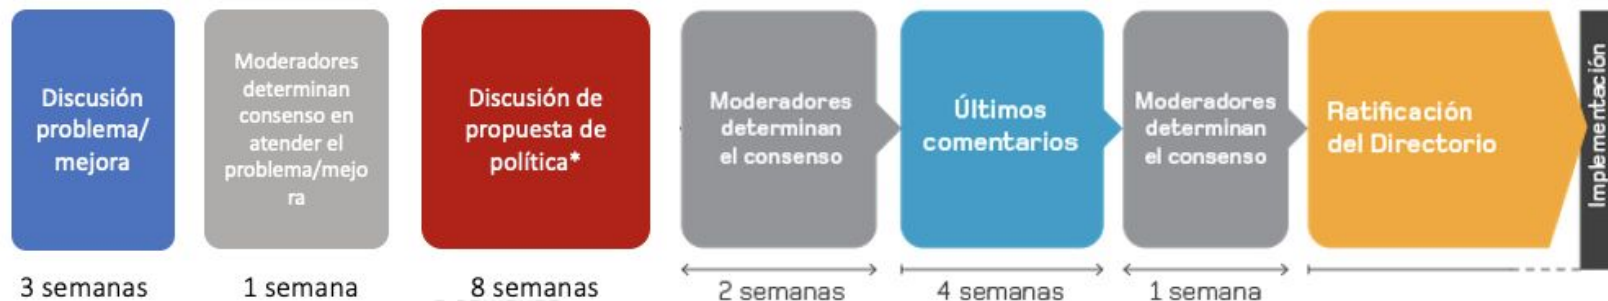 Discusión
problema/
mejora
Moderadores
determinan
consenso en
atender el
problema/mejo
ra
Discusión de
propuesta de
política*
Moderadores
determinan
el consenso
Últimos
comentarios
Moderadores
determinan
el consenso
Ratificación
del Directorio
Implementación
3 semanas
1 semana
8 semanas
2 semanas
4 semanas
1 semana